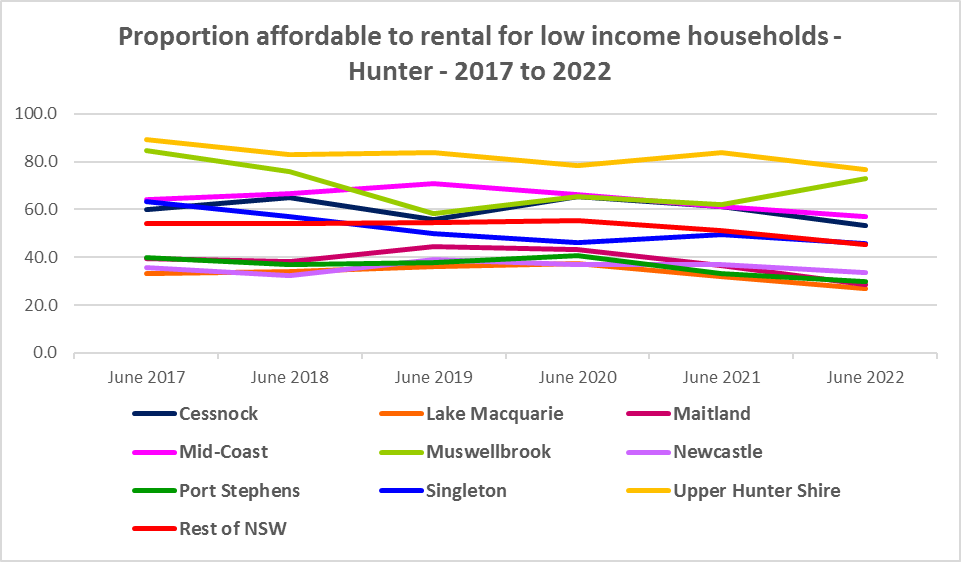 Proportion affordable to rental for low income households -
Hunter - 2017 to 2022
100.0
80.0
60.0
40.0
20.0
0.0
June 2017 June 2018 June 2019 June 2020 June 2021 June 2022
Cessnock Lake Macquarie Maitland
Mid-Coast Muswellbrook Newcastle
Port Stephens Singleton Upper Hunter Shire
Rest of NSW